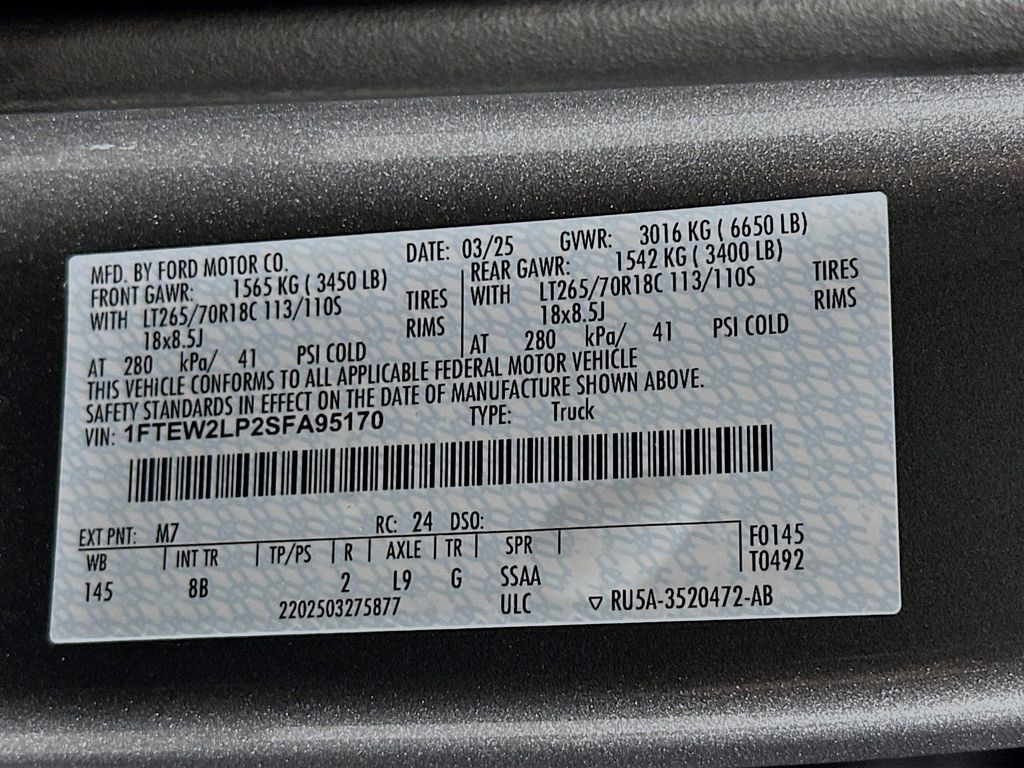 MFD. BY FORD MOTOR CO. DATE: 03/25 GVWR: 3016 KG ( 6650 LB)
FRONT GAWR: 1565 KG ( 3450 LB) REAR GAWR: 1542 KG ( 3400 LB)
WITH LT265/70R18C 113/110S TIRES WITH LT265/70R18C 113/110S TIRES
18x8.5J RIMS 18x8.5J RIMS
AT 280 kPa/ 41 PSI COLD AT 280 kPa/ 41 PSI COLD
THIS VEHICLE CONFORMS TO ALL APPLICABLE FEDERAL MOTOR VEHICLE
SAFETY STANDARDS IN EFFECT ON THE DATE OF MANUFACTURE SHOWN ABOVE.
VIN: 1FTEW2LP2SFA95170 TYPE: Truck
EXT PNT: M7 RC: 24 DSO:
WB INT TR TP/PS R AXLE TR SPR F0145
145 8B 2 L9 G SSAA T0492
2202503275877 ULC ▽ RU5A-3520472-AB